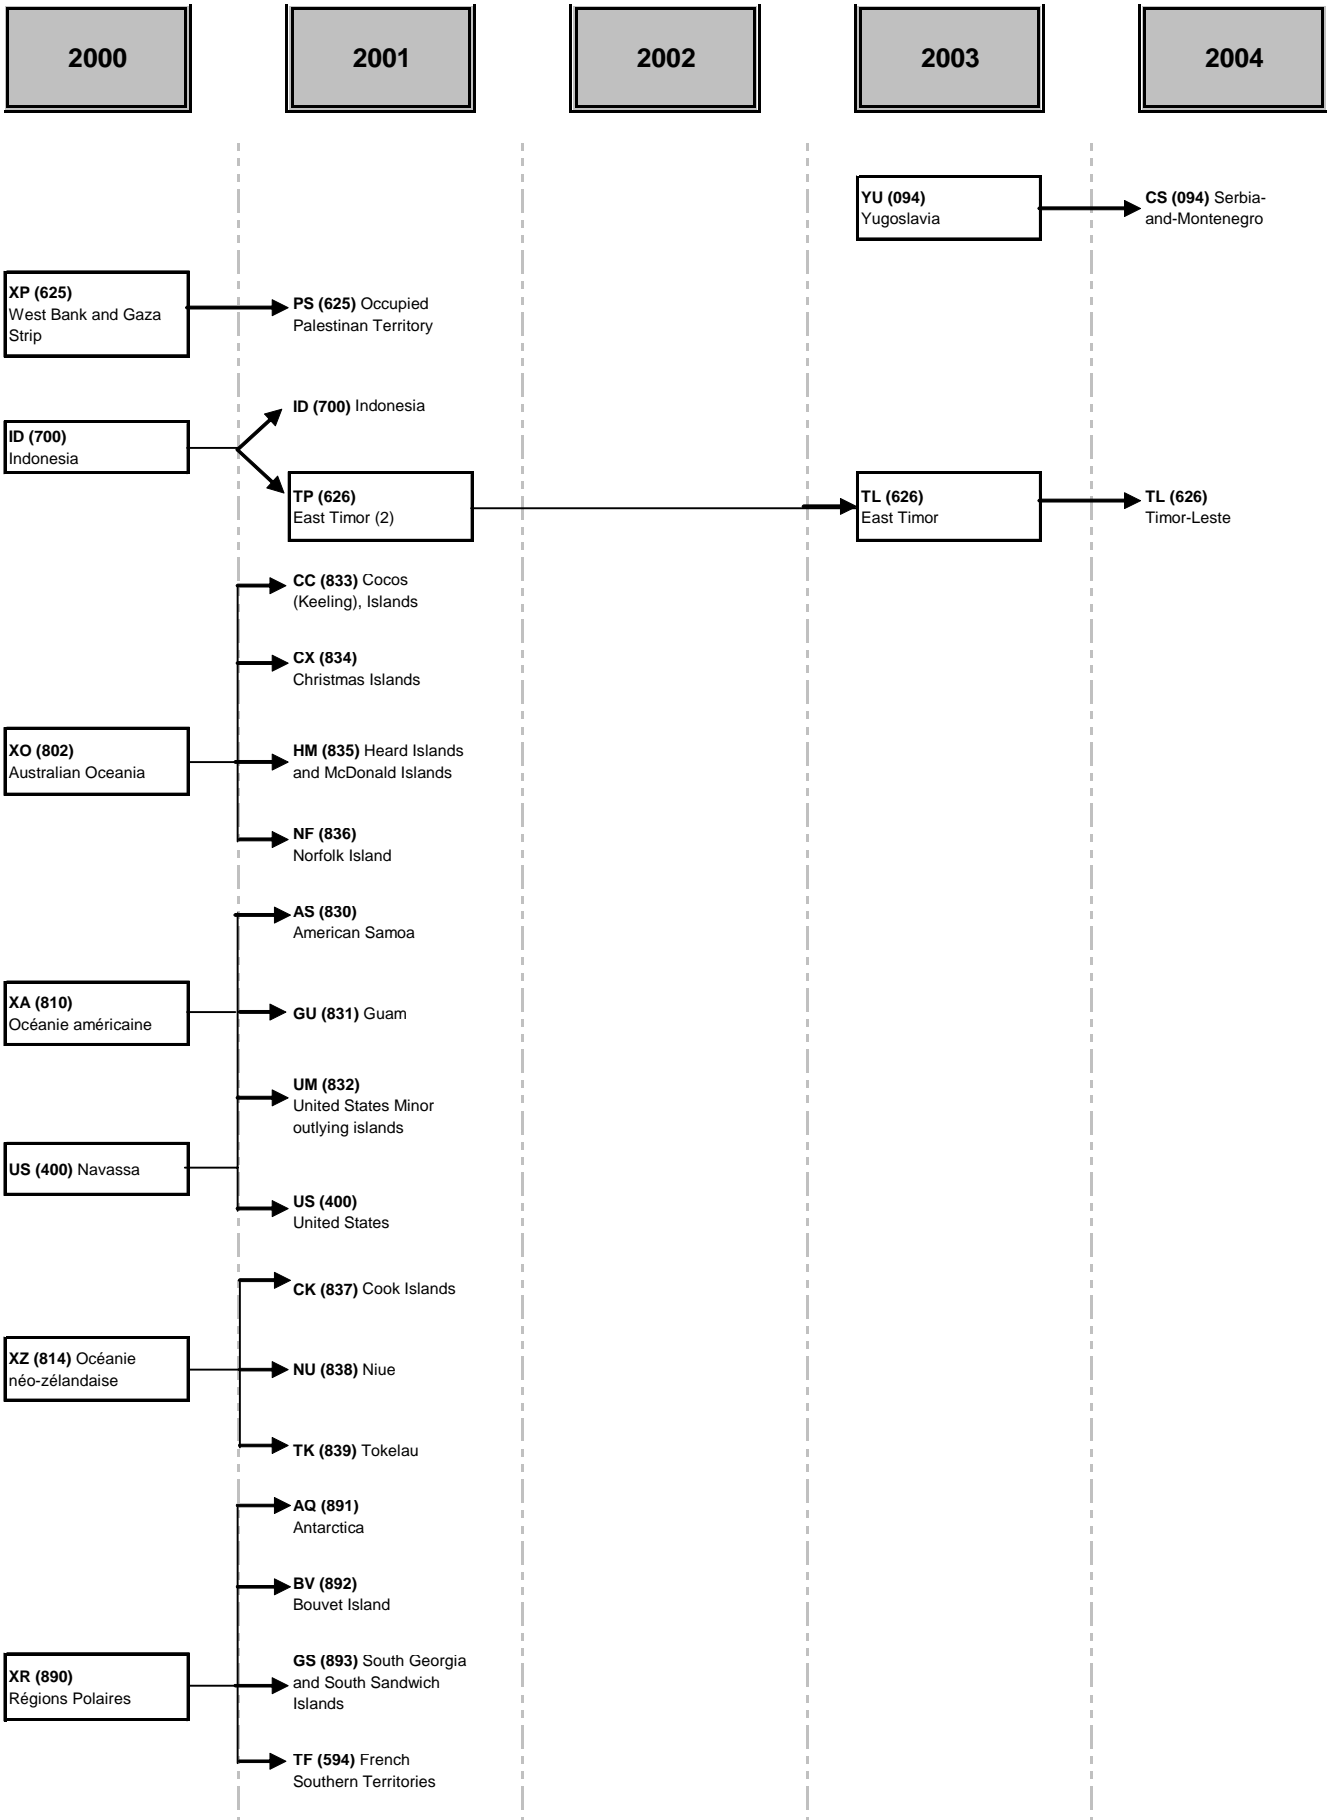 2000
2001
2002
2003
2004
YU (094)
Yugoslavia
CS (094) Serbia-
and-Montenegro
XP (625)
West Bank and Gaza
Strip
PS (625) Occupied
Palestinan Territory
ID (700)
Indonesia
ID (700) Indonesia
TP (626)
East Timor (2)
TL (626)
East Timor
TL (626)
Timor-Leste
XO (802)
Australian Oceania
CC (833) Cocos
(Keeling), Islands
CX (834)
Christmas Islands
HM (835) Heard Islands
and McDonald Islands
NF (836)
Norfolk Island
XA (810)
Océanie américaine
US (400) Navassa
AS (830)
American Samoa
GU (831) Guam
UM (832)
United States Minor
outlying islands
US (400)
United States
XZ (814) Océanie
néo-zélandaise
CK (837) Cook Islands
NU (838) Niue
TK (839) Tokelau
XR (890)
Régions Polaires
AQ (891)
Antarctica
BV (892)
Bouvet Island
GS (893) South Georgia
and South Sandwich
Islands
TF (594) French
Southern Territories